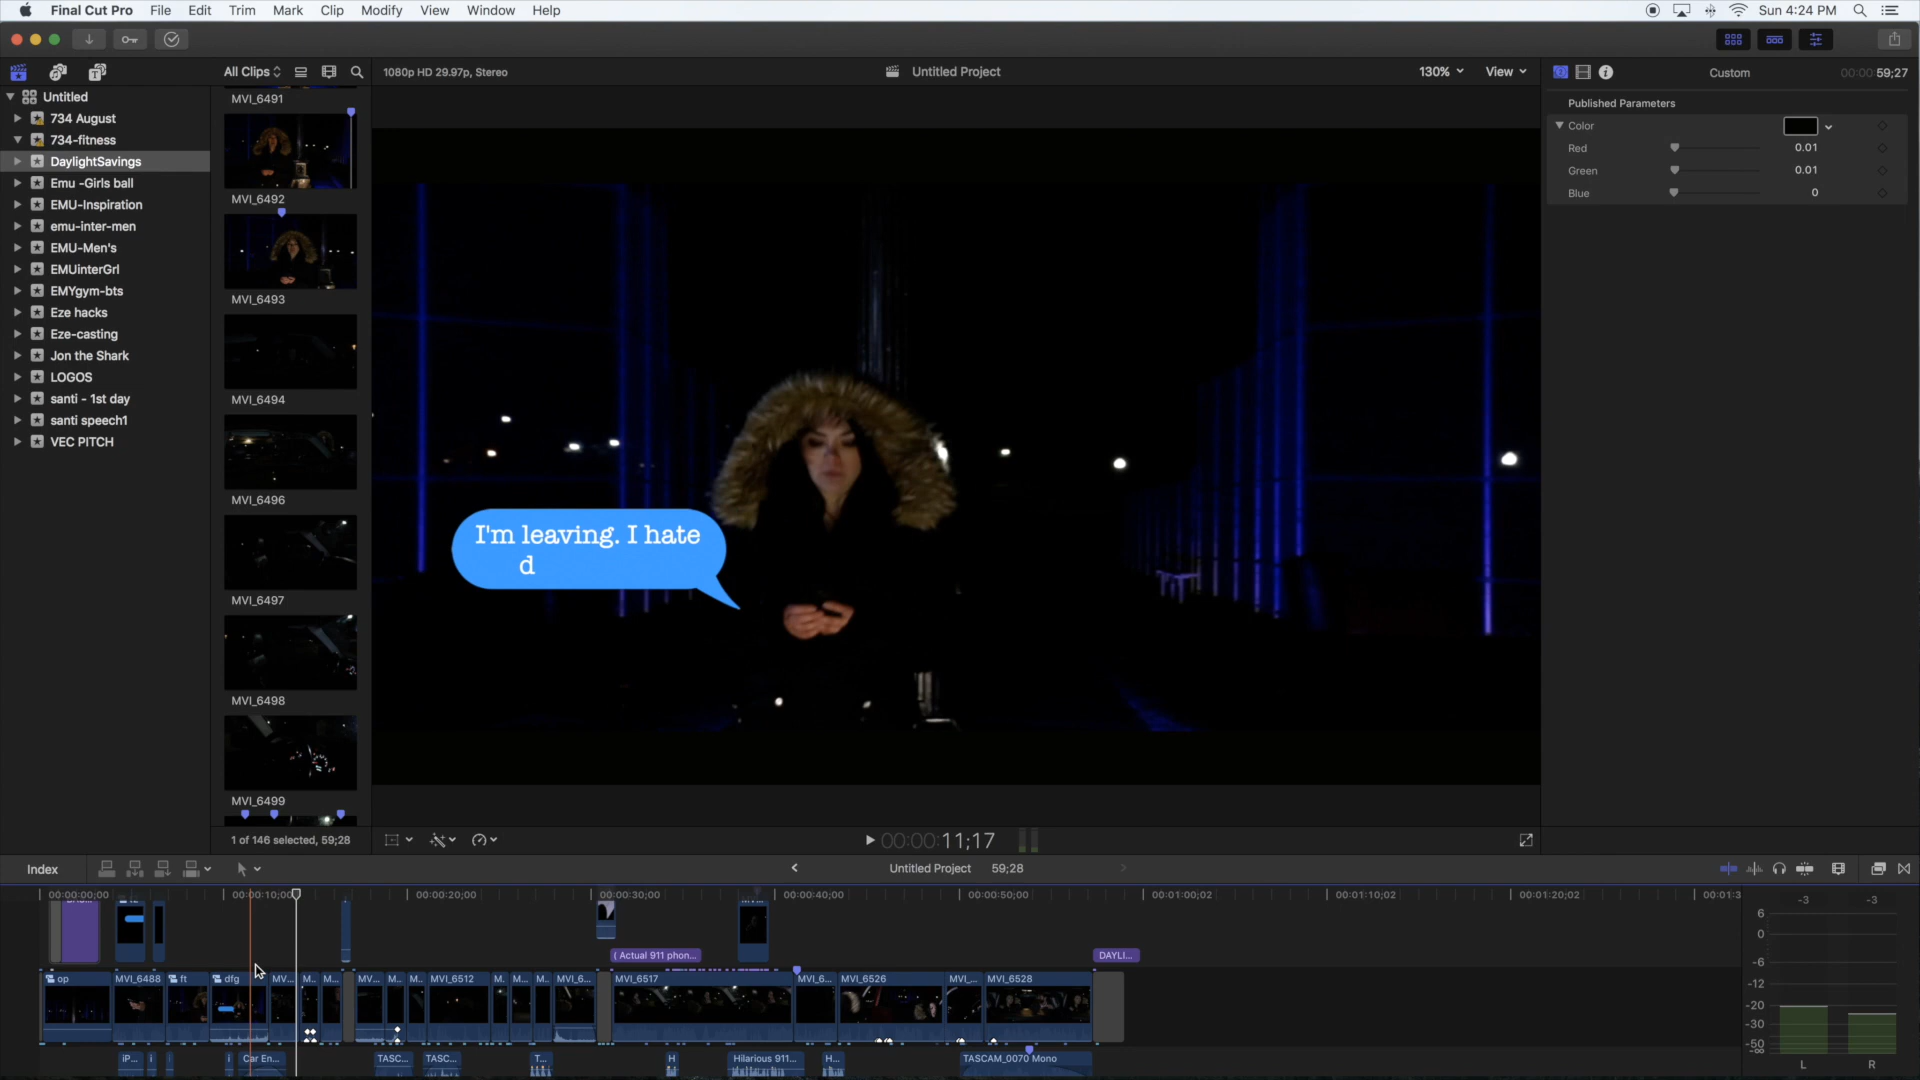 Final Cut Pro File Edit Trim Mark Clip Modify View Window Help Sun 4:24 PM
All Clips 1080p HD 29.97p, Stereo Untitled Project 130% View Custom 00:00:59;27
Untitled
734 August
734-fitness
DaylightSavings
Emu -Girls ball
EMU-Inspiration
emu-inter-men
EMU-Men's
EMUinterGrl
EMYgym-bts
Eze hacks
Eze-casting
Jon the Shark
LOGOS
santi - 1st day
santi speech1
VEC PITCH
MVI_6491
MVI_6492
MVI_6493
MVI_6494
MVI_6496
MVI_6497
MVI_6498
MVI_6499
1 of 146 selected, 59;28
I'm leaving. I hate
d
Published Parameters
Color
Red 0.01
Green 0.01
Blue 0
00:00:11;17
Index Untitled Project 59;28
00:00:00;00 00:00:10;00 00:00:20;00 00:00:30;00 00:00:40;00 00:00:50;00 00:01:00;02 00:01:10;02 00:01:20;02 00:01:3
( Actual 911 phon... DAYLI...
op MVI_6488 ft dfg MV... M... M... MV... M... M... MVI_6512 M. M... M... MVI_6... MVI_6517 MVI_6... MVI_6526 MVI_... MVI_6528
iP... i i i Car En... TASC... TASC... T... H Hilarious 911... H... TASCAM_0070 Mono
-3 -3
6
0
-6
-12
-20
-30
-50
-∞
L R